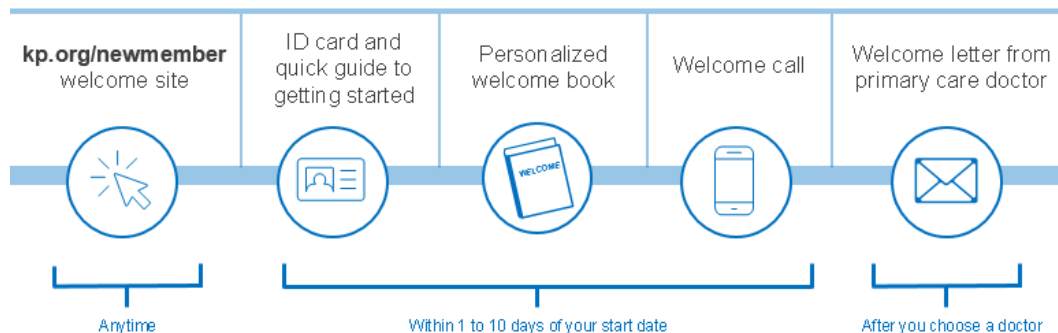 kp.org/newmember
welcome site
ID card and
quick guide to
getting started
Personalized
welcome book
Welcome call
Welcome letter from
primary care doctor
WELCOME
Anytime
Within 1 to 10 days of your start date
After you choose a doctor